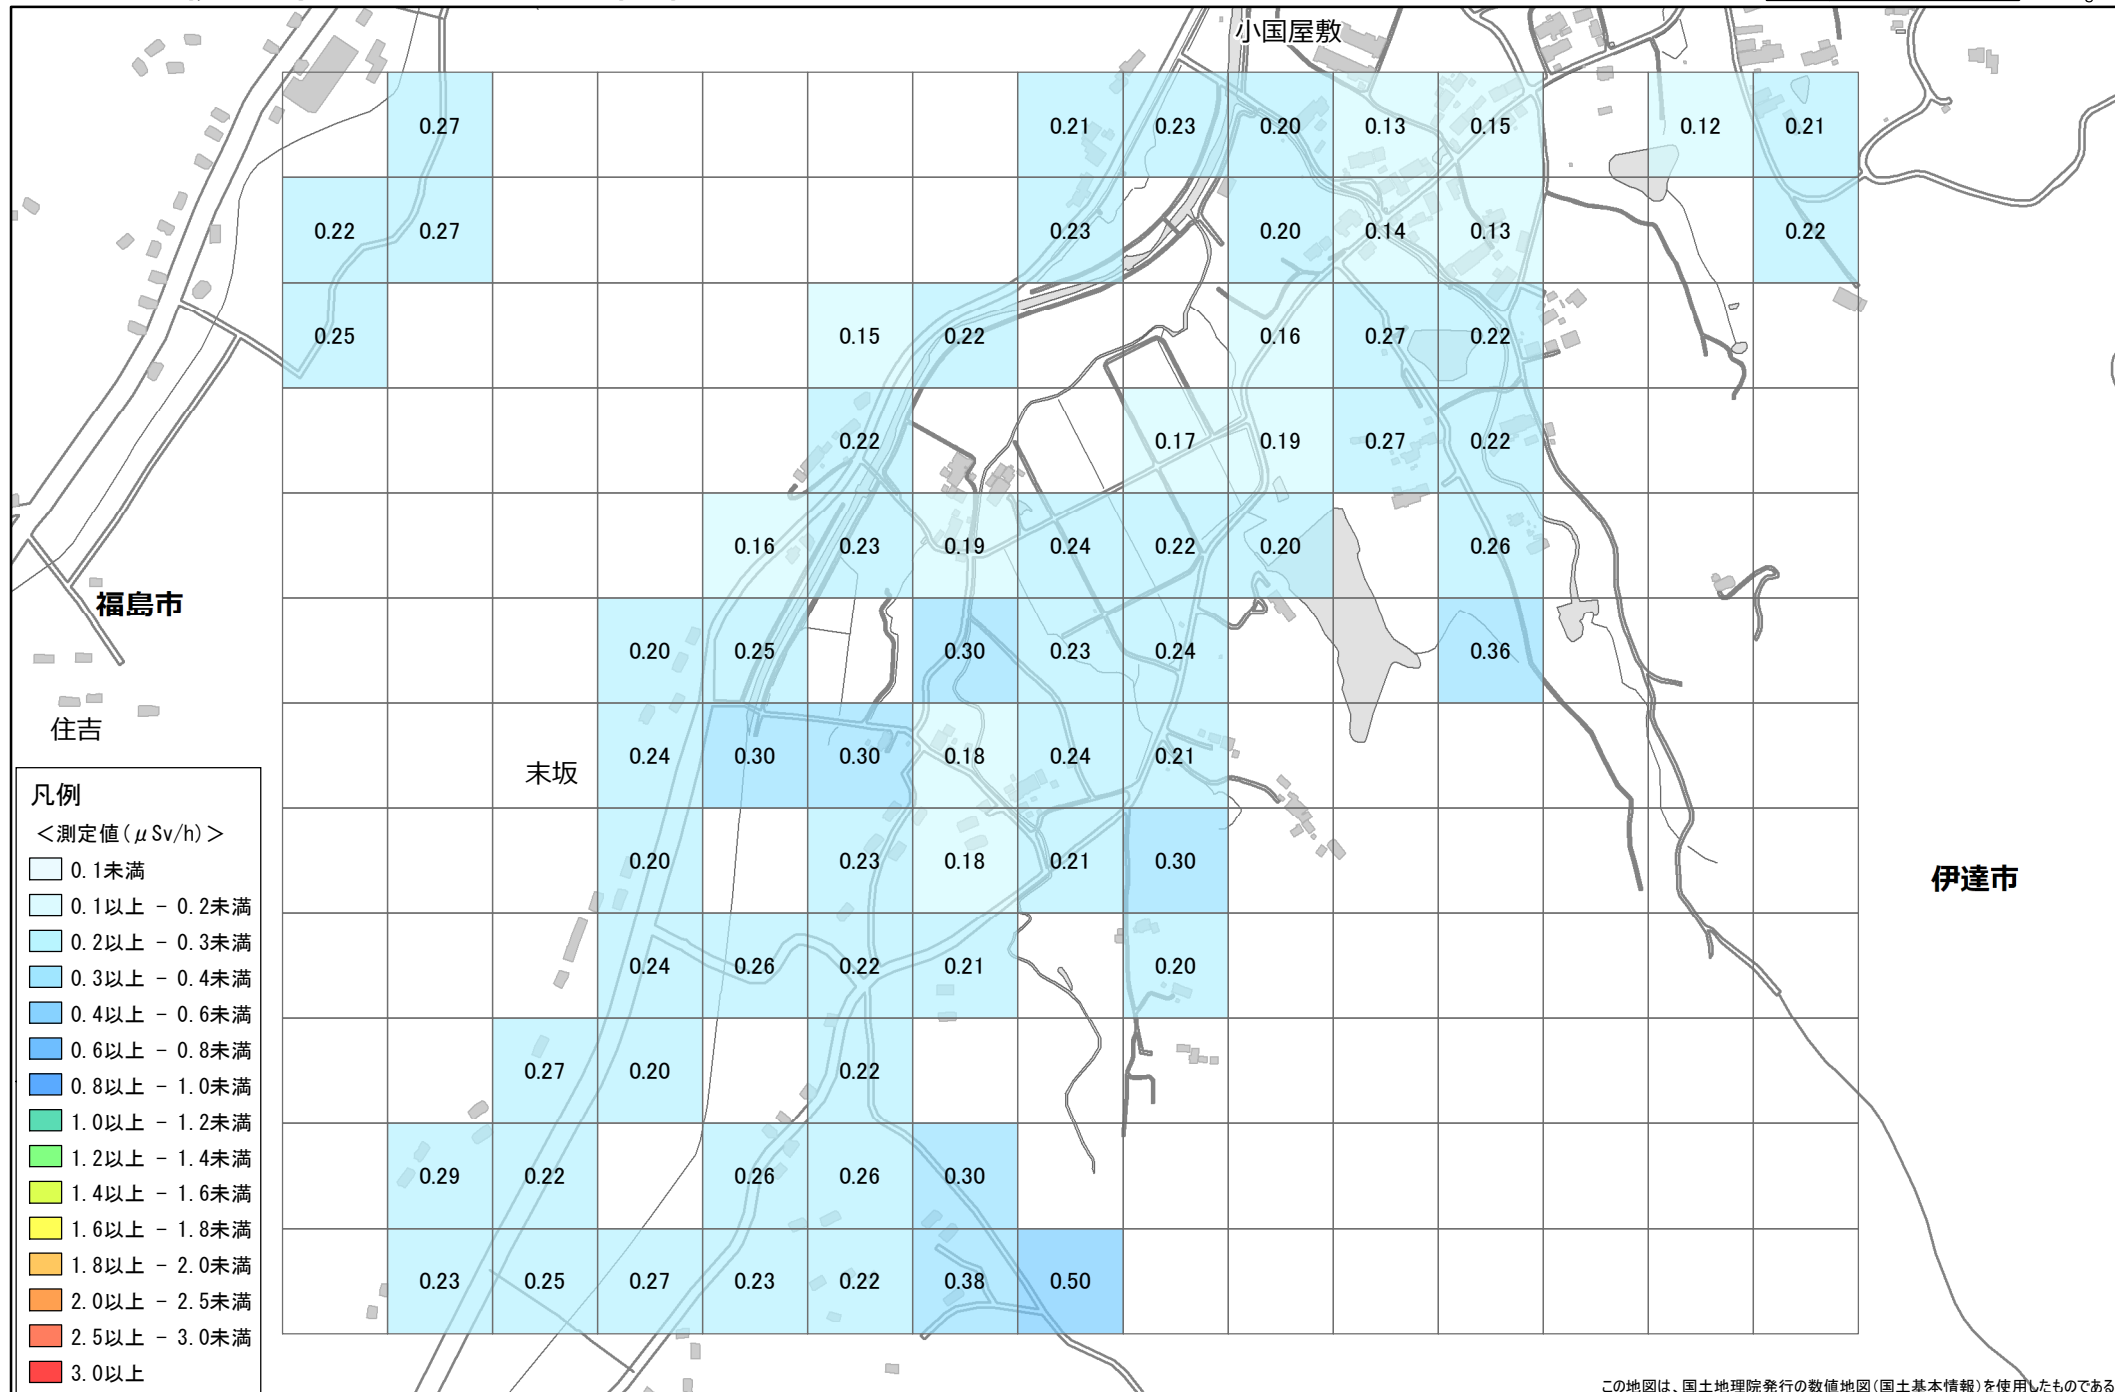 小国屋敷
0.27 0.21 0.23 0.20 0.13 0.15 0.12 0.21
0.22 0.27 0.23 0.20 0.14 0.13 0.22
0.25 0.15 0.22 0.16 0.27 0.22
0.22 0.17 0.19 0.27 0.22
0.16 0.23 0.19 0.24 0.22 0.20 0.26
福島市
0.20 0.25 0.30 0.23 0.24 0.36
住吉
末坂
0.24 0.30 0.30 0.18 0.24 0.21
0.20 0.23 0.18 0.21 0.30
伊達市
0.24 0.26 0.22 0.21 0.20
0.27 0.20 0.22
0.29 0.22 0.26 0.26 0.30
0.23 0.25 0.27 0.23 0.22 0.38 0.50
凡例
＜測定値(μSv/h)＞
0.1未満
0.1以上 - 0.2未満
0.2以上 - 0.3未満
0.3以上 - 0.4未満
0.4以上 - 0.6未満
0.6以上 - 0.8未満
0.8以上 - 1.0未満
1.0以上 - 1.2未満
1.2以上 - 1.4未満
1.4以上 - 1.6未満
1.6以上 - 1.8未満
1.8以上 - 2.0未満
2.0以上 - 2.5未満
2.5以上 - 3.0未満
3.0以上
この地図は、国土地理院発行の数値地図(国土基本情報)を使用したものである